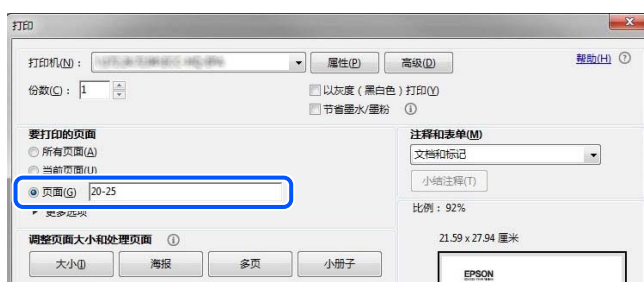 打印
打印机(N)： 属性(P) 高级(D) 帮助(H)
份数(C)： 1 以灰度（黑白色）打印(Y)
节省墨水/墨粉
要打印的页面 注释和表单(M)
所有页面(A) 文档和标记
当前页面(U) 小结注释(T)
页面(G) 20-25
更多选项 比例：92%
调整页面大小和处理页面 21.59 x 27.94 厘米
大小(I) 海报 多页 小册子 EPSON